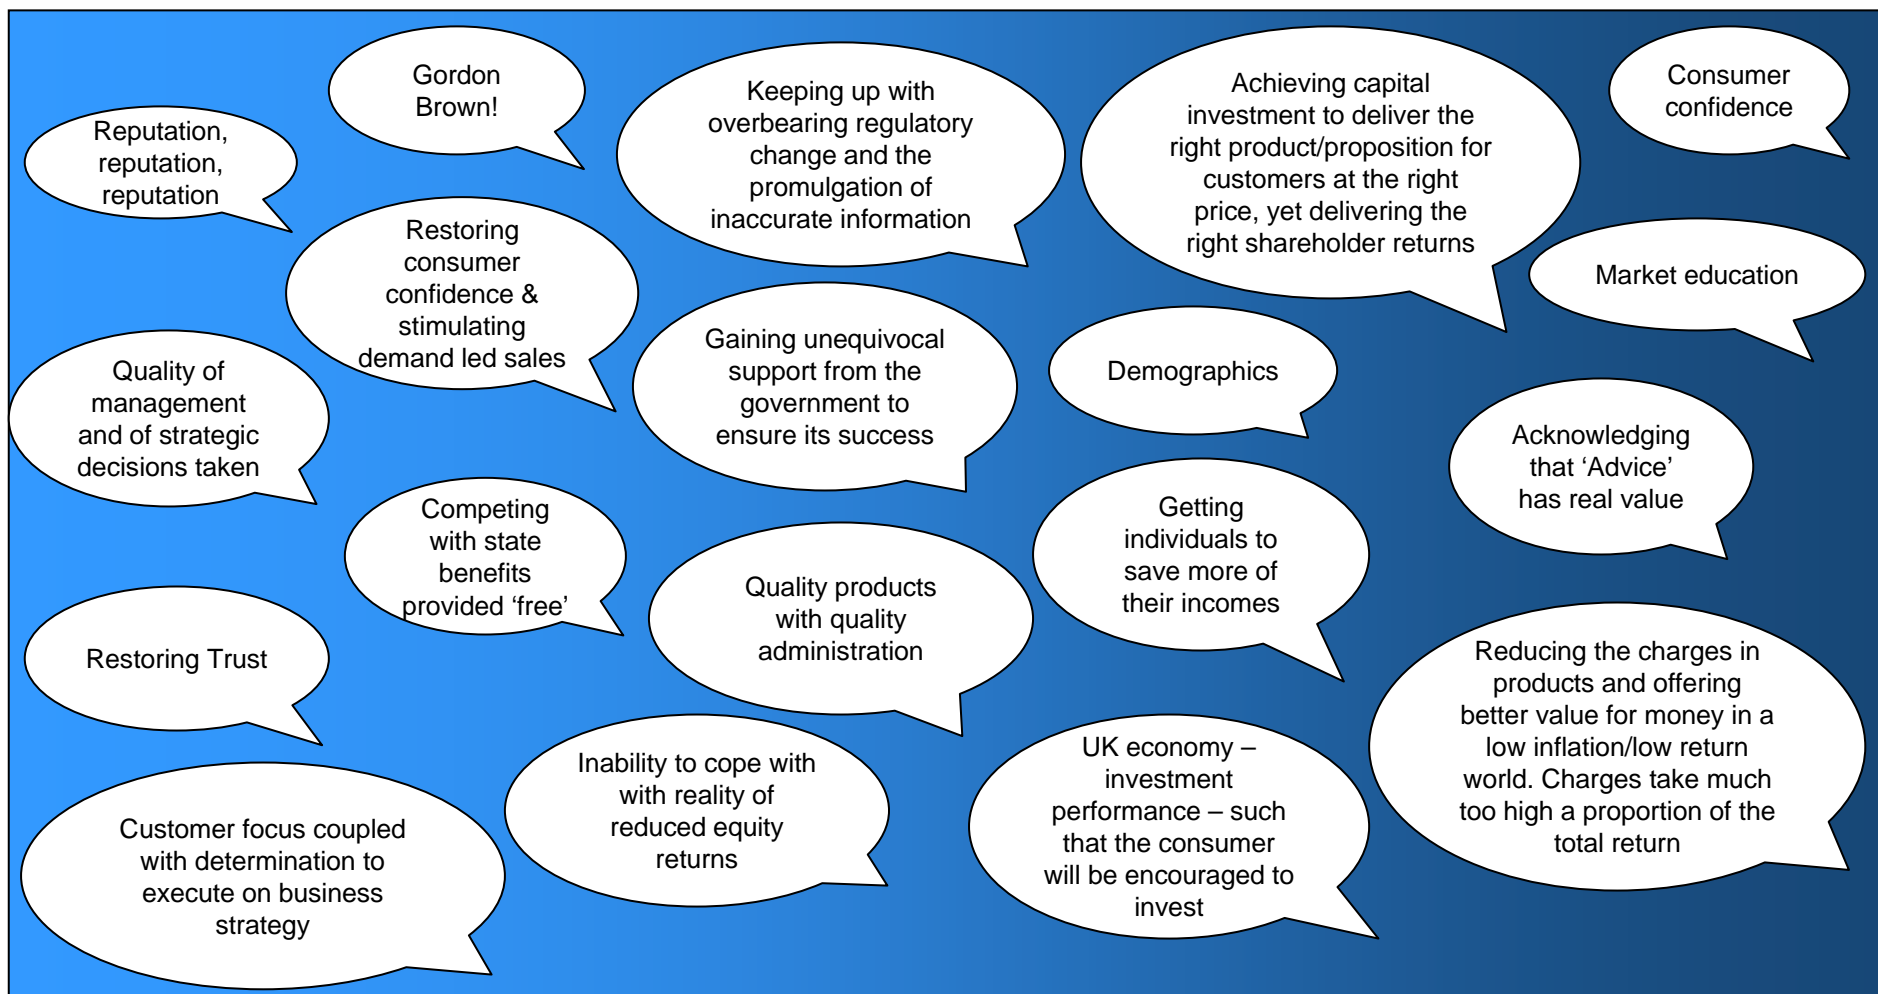 Reputation,
reputation,
reputation
Gordon
Brown!
Keeping up with
overbearing regulatory
change and the
promulgation of
inaccurate information
Achieving capital
investment to deliver the
right product/proposition for
customers at the right
price, yet delivering the
right shareholder returns
Consumer
confidence
Restoring
consumer
confidence &
stimulating
demand led sales
Market education
Quality of
management
and of strategic
decisions taken
Gaining unequivocal
support from the
government to
ensure its success
Demographics
Acknowledging
that ‘Advice’
has real value
Competing
with state
benefits
provided ‘free’
Getting
individuals to
save more of
their incomes
Quality products
with quality
administration
Restoring Trust
Reducing the charges in
products and offering
better value for money in a
low inflation/low return
world. Charges take much
too high a proportion of the
total return
Inability to cope with
with reality of
reduced equity
returns
UK economy –
investment
performance – such
that the consumer
will be encouraged to
invest
Customer focus coupled
with determination to
execute on business
strategy